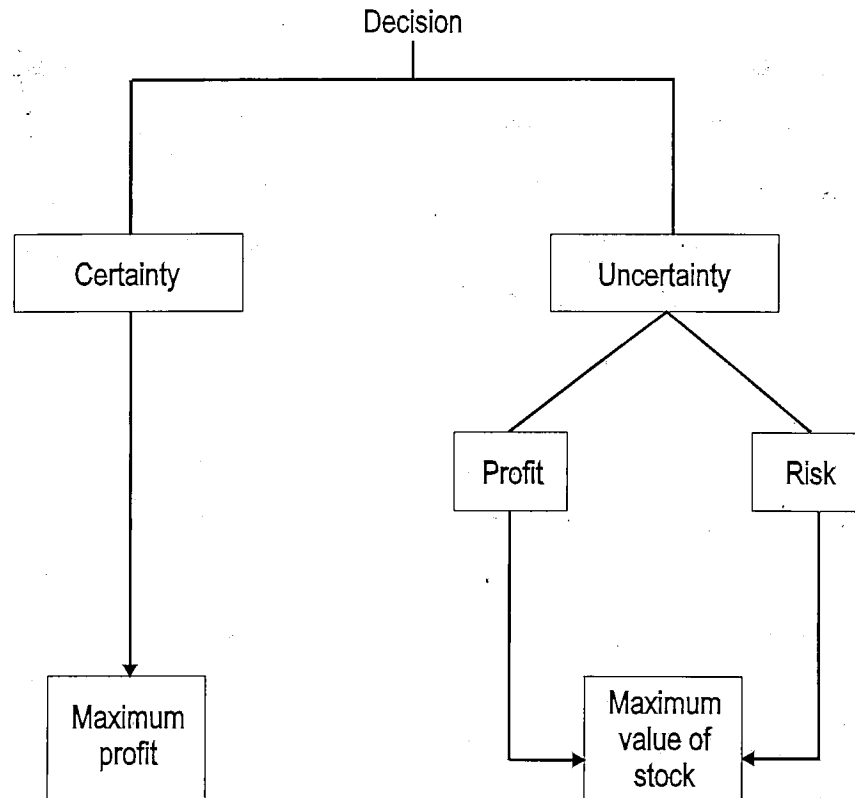 Decision
Certainty
Uncertainty
Profit
Risk
Maximum
profit
Maximum
value of
stock